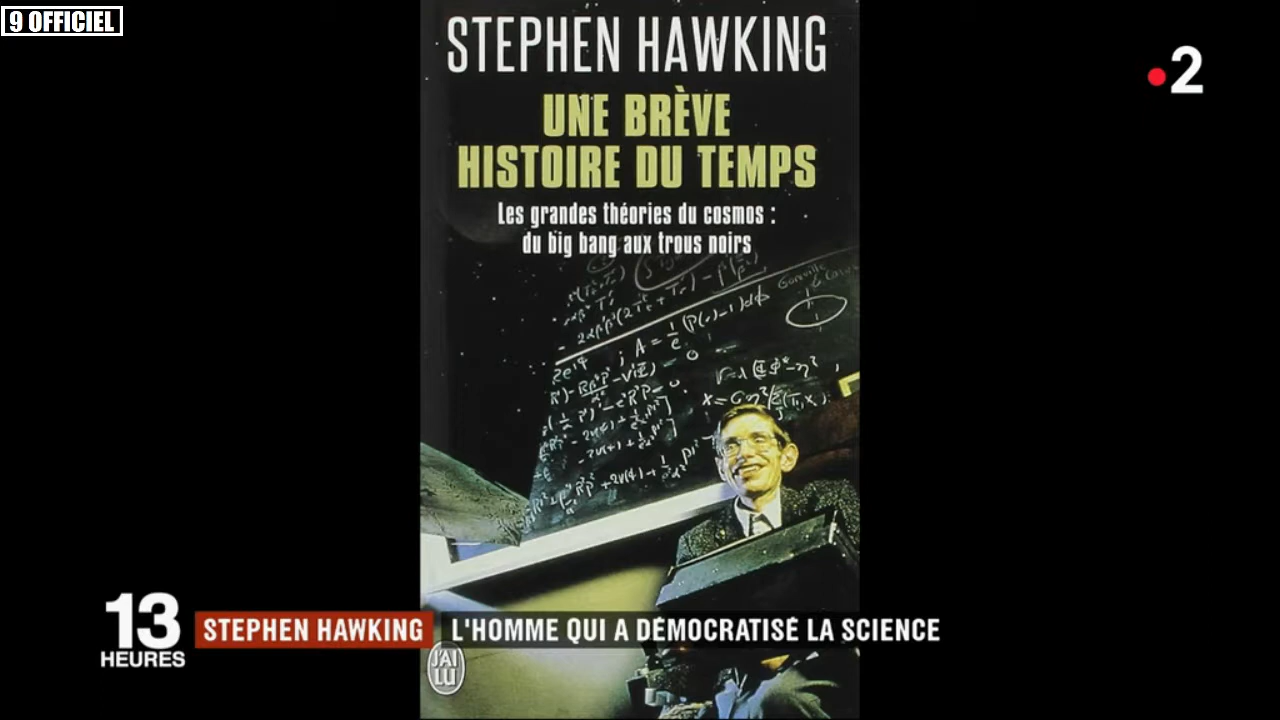 9 OFFICIEL
2
STEPHEN HAWKING
UNE BRÈVE
HISTOIRE DU TEMPS
Les grandes théories du cosmos :
du big bang aux trous noirs
13
HEURES
STEPHEN HAWKING
L'HOMME QUI A DÉMOCRATISÉ LA SCIENCE
J'AI
LU